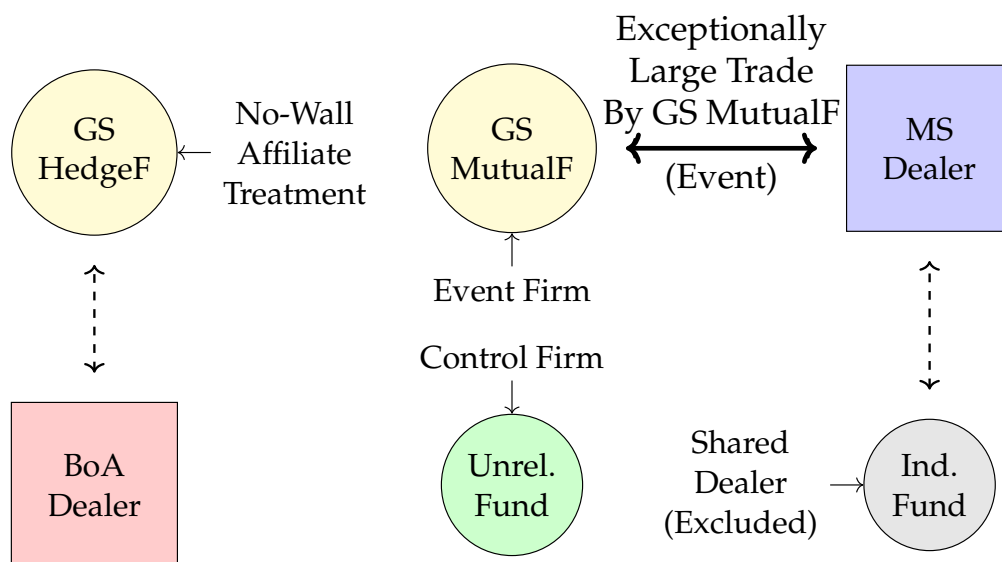 GS
HedgeF
No-Wall
Affiliate
Treatment
GS
MutualF
Exceptionally
Large Trade
By GS MutualF
(Event)
MS
Dealer
Event Firm
Control Firm
BoA
Dealer
Unrel.
Fund
Shared
Dealer
(Excluded)
Ind.
Fund